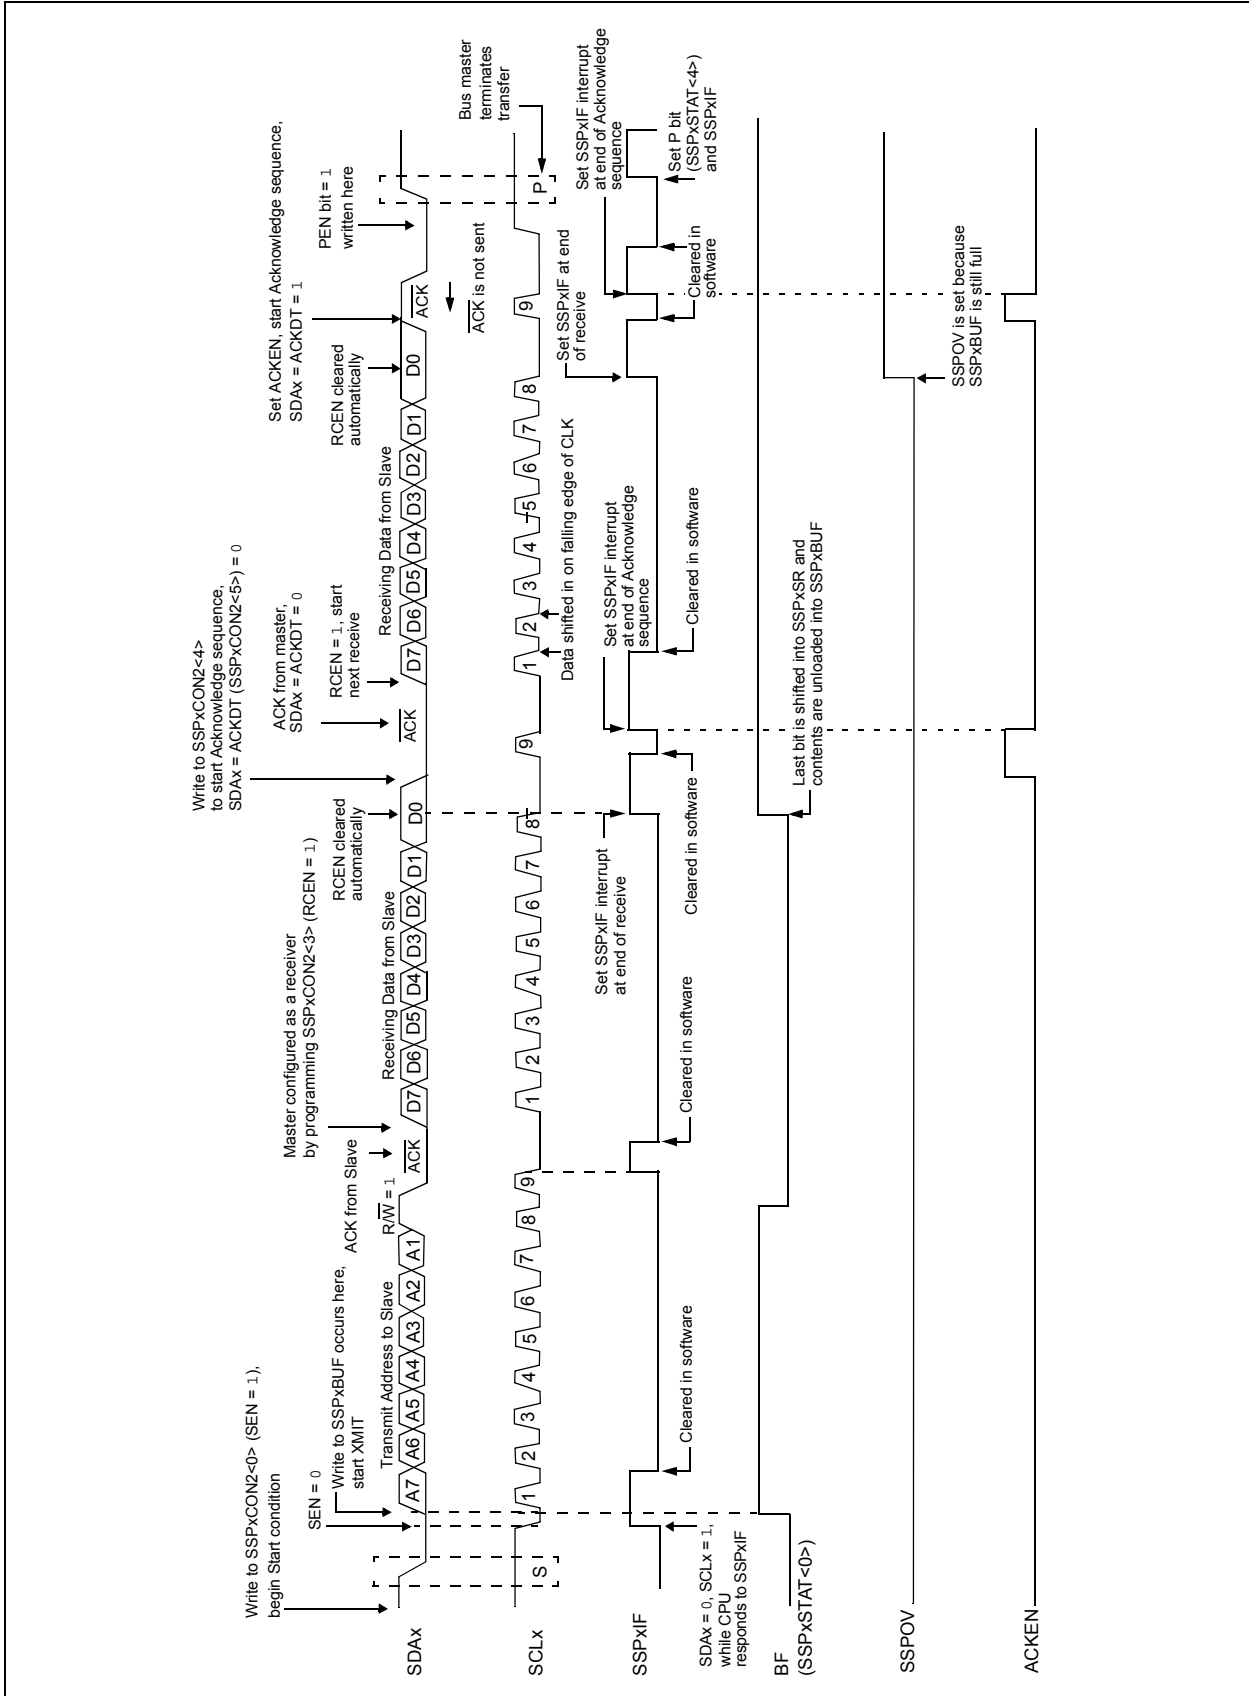 Write to SSPxCON2<4>
to start Acknowledge sequence,
SDAx = ACKDT (SSPxCON2<5>) = 0
Set ACKEN, start Acknowledge sequence,
SDAx = ACKDT = 1
Write to SSPxCON2<0> (SEN = 1),
begin Start condition
Master configured as a receiver
by programming SSPxCON2<3> (RCEN = 1)
ACK from master,
SDAx = ACKDT = 0
SEN = 0
Write to SSPxBUF occurs here,
start XMIT
ACK from Slave
RCEN cleared
automatically
RCEN = 1, start
next receive
RCEN cleared
automatically
PEN bit = 1
written here
Transmit Address to Slave
R/W = 1
Receiving Data from Slave
Receiving Data from Slave
SDAx
A7
A6
A5
A4
A3
A2
A1
ACK
D7
D6
D5
D4
D3
D2
D1
D0
ACK
D7
D6
D5
D4
D3
D2
D1
D0
ACK
ACK is not sent
Bus master
terminates
transfer
SCLx
S
1
2
3
4
5
6
7
8
9
1
2
3
4
5
6
7
8
9
1
2
3
4
5
6
7
8
9
P
Data shifted in on falling edge of CLK
Set SSPxIF interrupt
at end of receive
Set SSPxIF interrupt
at end of Acknowledge
sequence
Set SSPxIF at end
of receive
Set SSPxIF interrupt
at end of Acknowledge
sequence
SSPxIF
SDAx = 0, SCLx = 1,
while CPU
responds to SSPxIF
Cleared in software
Cleared in software
Cleared in software
Cleared in software
Cleared in
software
Set P bit
(SSPxSTAT<4>)
and SSPxIF
BF
(SSPxSTAT<0>)
Last bit is shifted into SSPxSR and
contents are unloaded into SSPxBUF
SSPOV
SSPOV is set because
SSPxBUF is still full
ACKEN